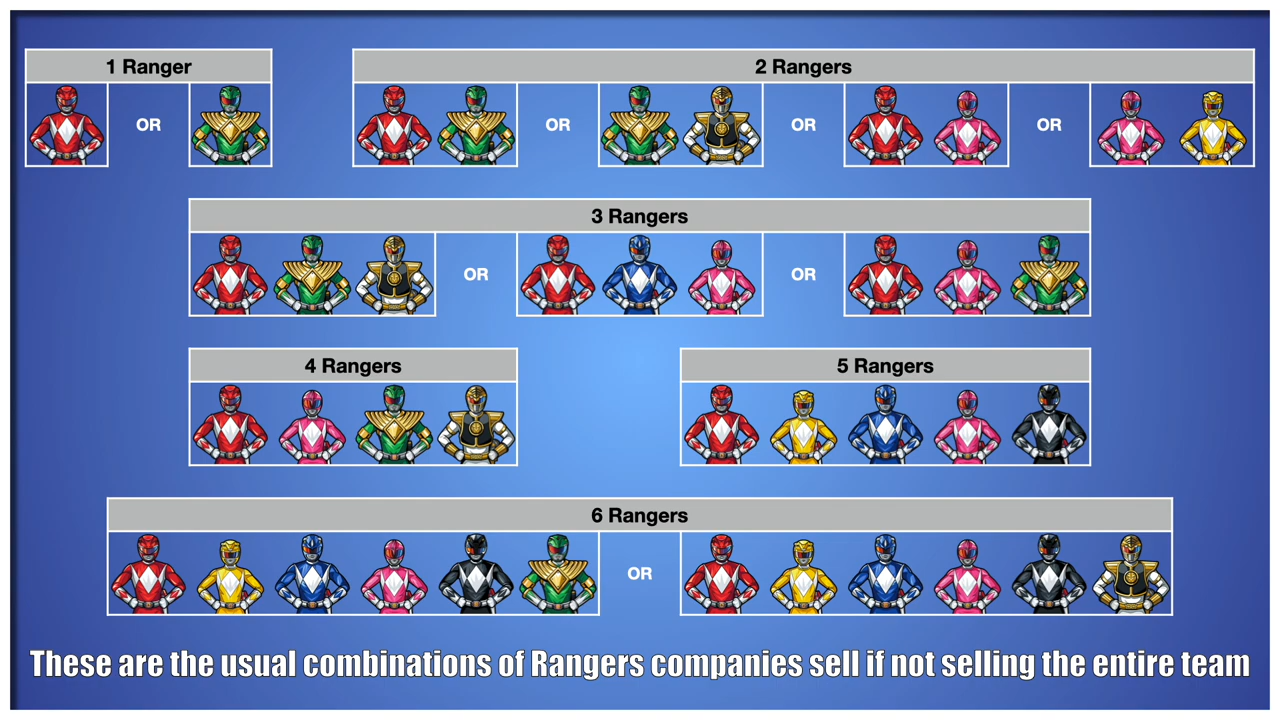 1 Ranger
2 Rangers
OR
OR
OR
OR
3 Rangers
OR
OR
4 Rangers
5 Rangers
6 Rangers
OR
These are the usual combinations of Rangers companies sell if not selling the entire team